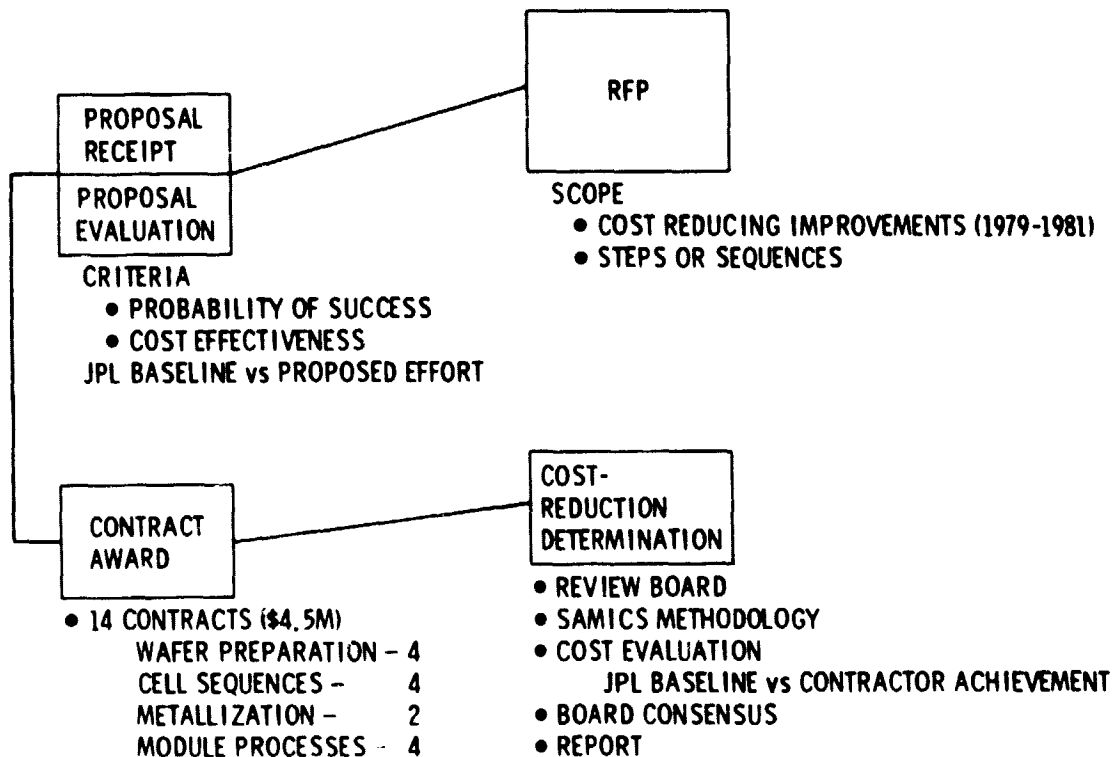 RFP
SCOPE
● COST REDUCING IMPROVEMENTS (1979-1981)
● STEPS OR SEQUENCES
PROPOSAL
RECEIPT
PROPOSAL
EVALUATION
CRITERIA
● PROBABILITY OF SUCCESS
● COST EFFECTIVENESS
JPL BASELINE vs PROPOSED EFFORT
CONTRACT
AWARD
● 14 CONTRACTS ($4.5M)
WAFER PREPARATION – 4
CELL SEQUENCES – 4
METALLIZATION – 2
MODULE PROCESSES - 4
COST-
REDUCTION
DETERMINATION
● REVIEW BOARD
● SAMICS METHODOLOGY
● COST EVALUATION
JPL BASELINE vs CONTRACTOR ACHIEVEMENT
● BOARD CONSENSUS
● REPORT